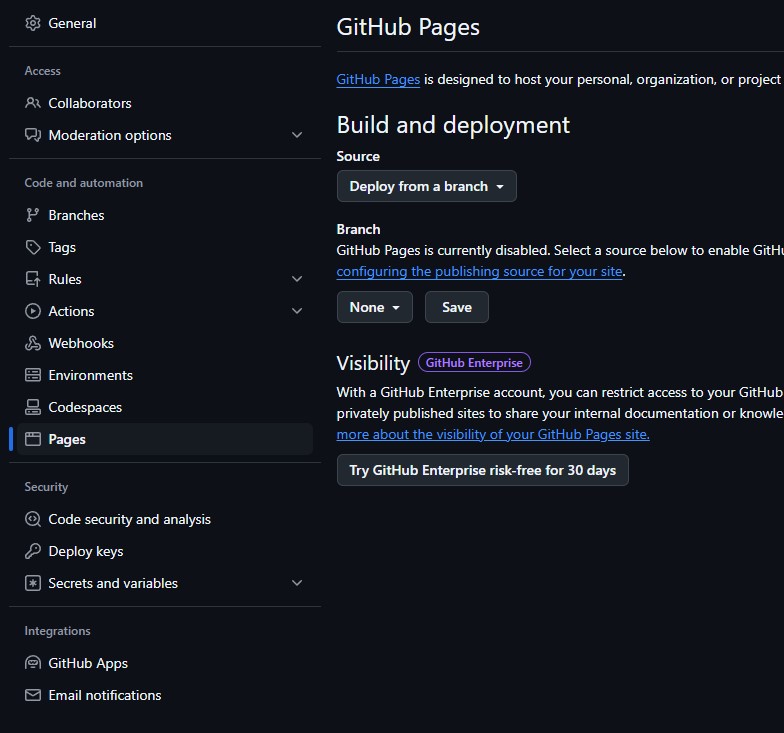 General
Access
Collaborators
Moderation options
Code and automation
Branches
Tags
Rules
Actions
Webhooks
Environments
Codespaces
Pages
Security
Code security and analysis
Deploy keys
Secrets and variables
Integrations
GitHub Apps
Email notifications
GitHub Pages
GitHub Pages is designed to host your personal, organization, or project
Build and deployment
Source
Deploy from a branch
Branch
GitHub Pages is currently disabled. Select a source below to enable GitHu
configuring the publishing source for your site.
None Save
Visibility GitHub Enterprise
With a GitHub Enterprise account, you can restrict access to your GitHub
privately published sites to share your internal documentation or knowle
more about the visibility of your GitHub Pages site.
Try GitHub Enterprise risk-free for 30 days